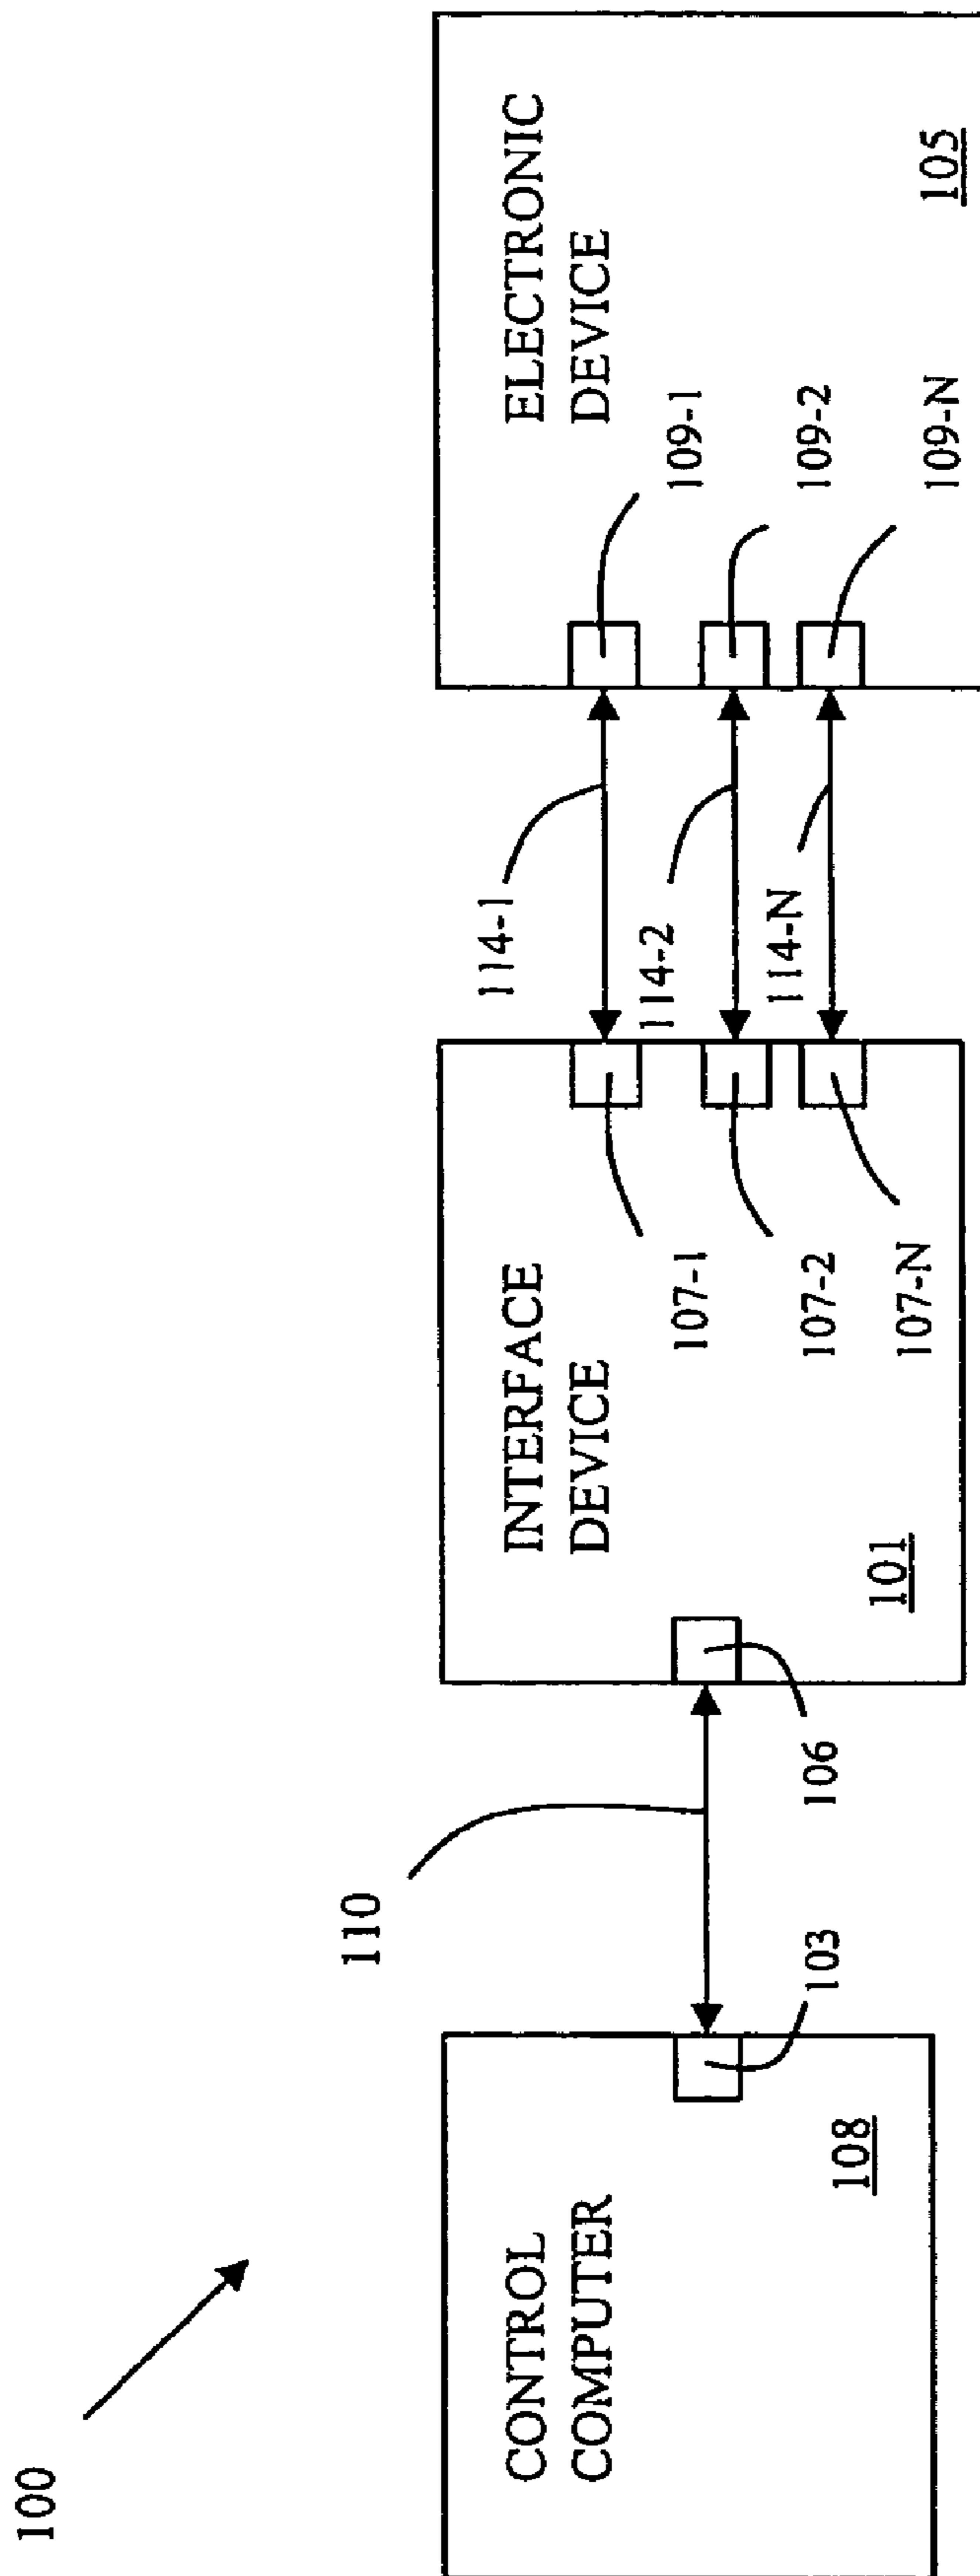 100
CONTROL
COMPUTER
108
103
110
106
INTERFACE
DEVICE
101
107-1
107-2
107-N
114-1
114-2
114-N
ELECTRONIC
DEVICE
109-1
109-2
109-N
105